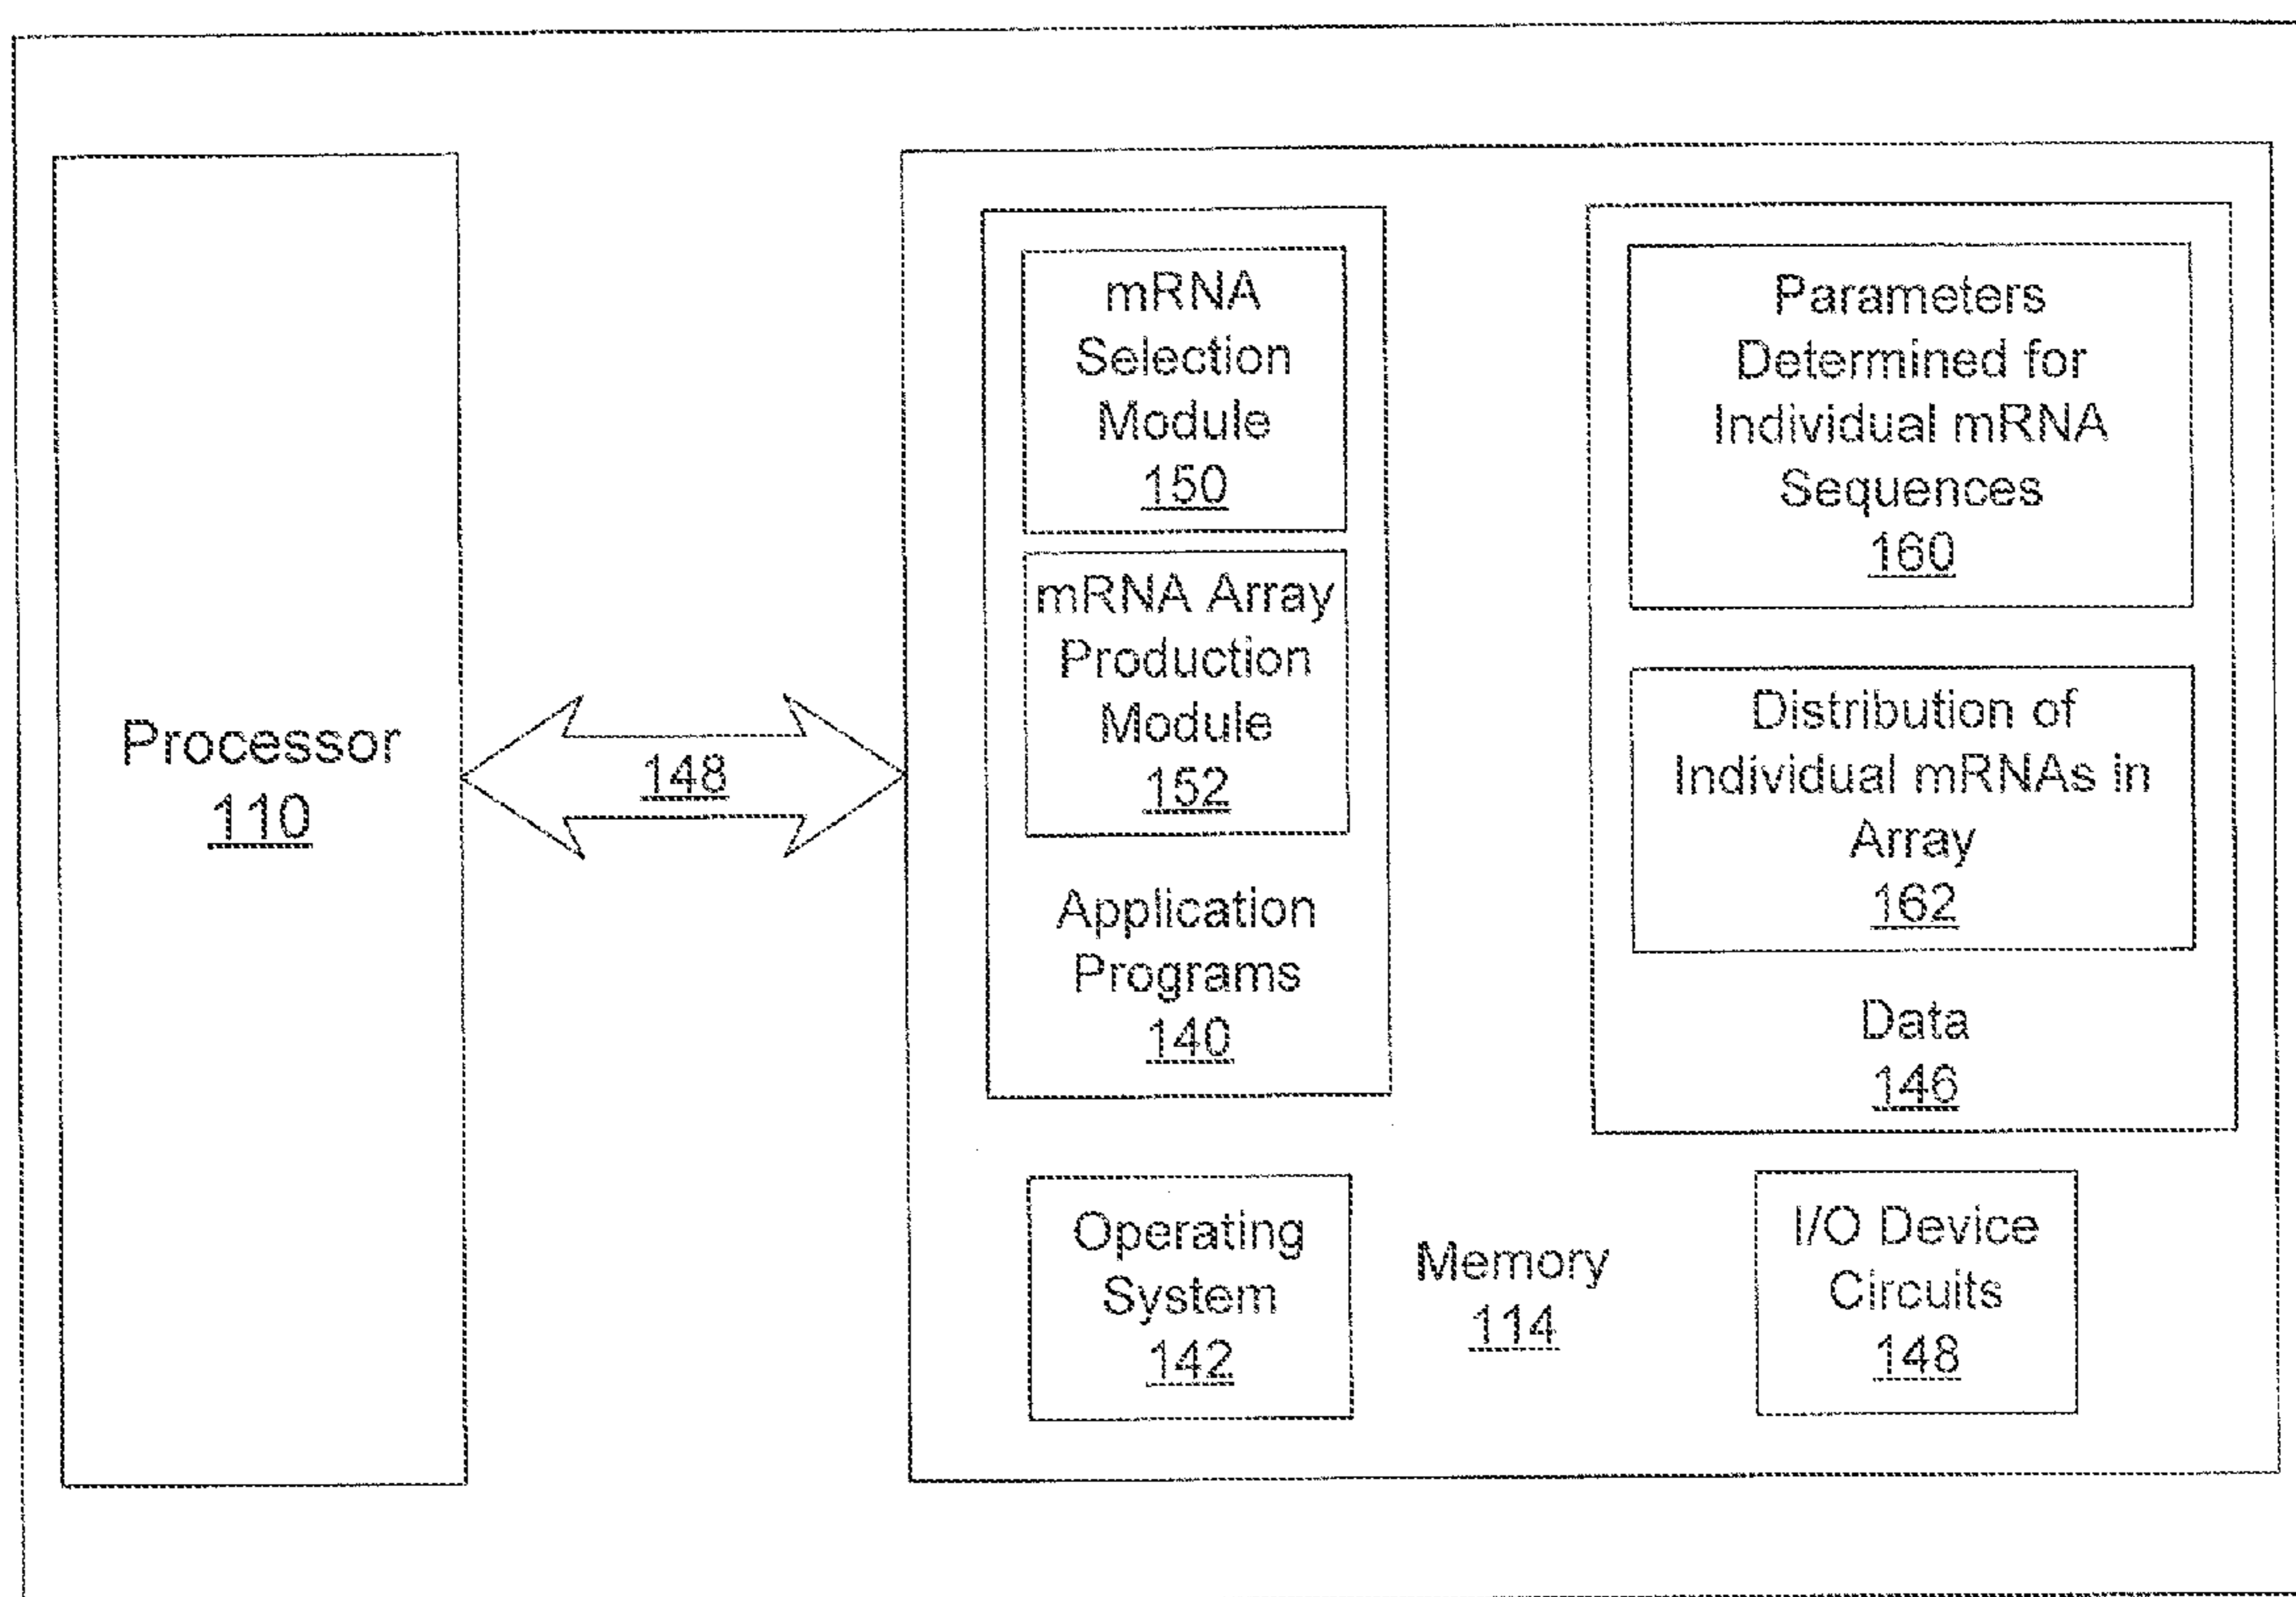 Processor
110
148
mRNA
Selection
Module
150
mRNA Array
Production
Module
152
Application
Programs
140
Parameters
Determined for
Individual mRNA
Sequences
160
Distribution of
Individual mRNAs in
Array
162
Data
146
Operating
System
142
Memory
114
I/O Device
Circuits
148